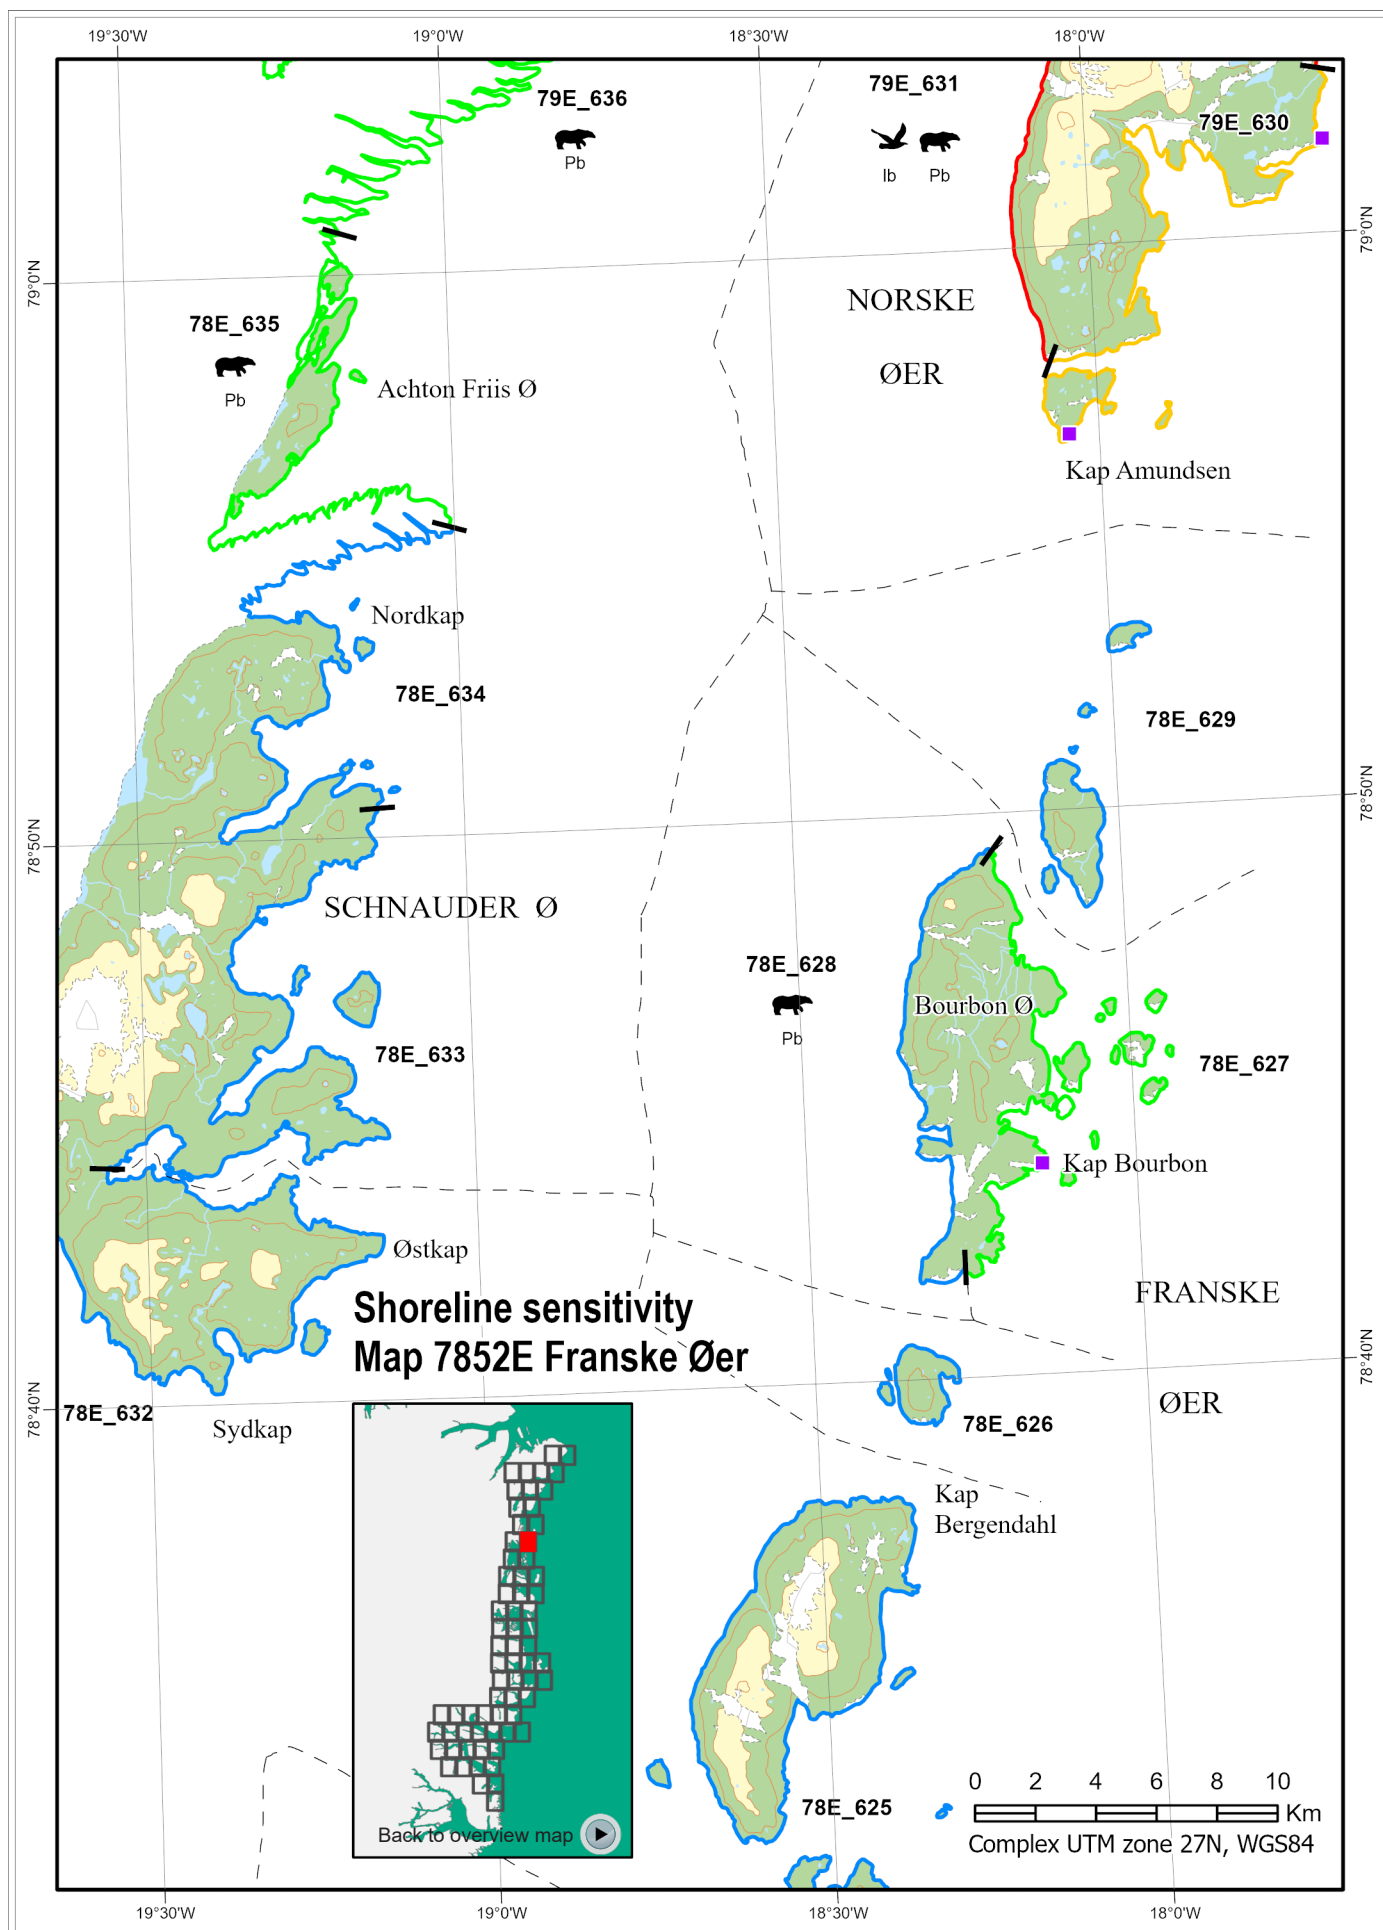 19°30'W 19°0'W 18°30'W 18°0'W
79E_636
Pb
79E_631
Ib Pb
79E_630
79°0'N
79°0'N
NORSKE
ØER
78E_635
Pb
Achton Friis Ø
Kap Amundsen
Nordkap
78E_634
78E_629
78°50'N
78°50'N
SCHNAUDER Ø
78E_628
Pb
Bourbon Ø
78E_633
78E_627
Kap Bourbon
Østkap
FRANSKE
ØER
Shoreline sensitivity
Map 7852E Franske Øer
78°40'N
78°40'N
78E_632
Sydkap
78E_626
Kap
Bergendahl
78E_625
0 2 4 6 8 10
Km
Complex UTM zone 27N, WGS84
Back to overview map
19°30'W 19°0'W 18°30'W 18°0'W